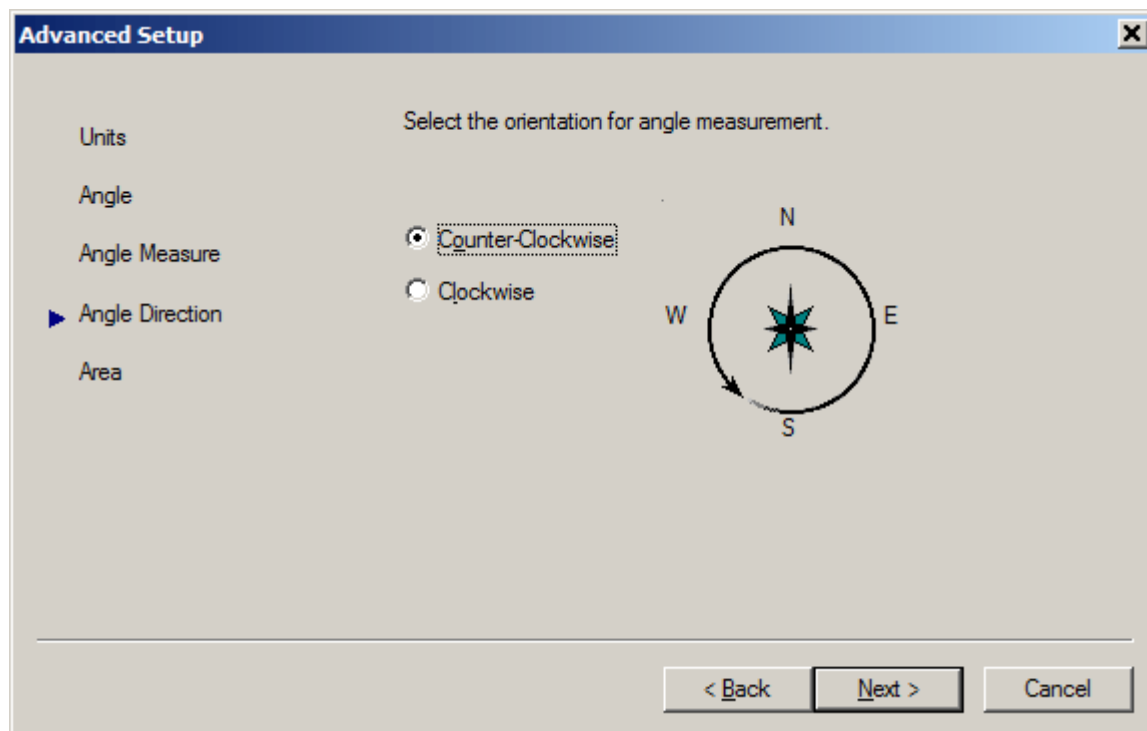 Advanced Setup
Units
Angle
Angle Measure
Angle Direction
Area
Select the orientation for angle measurement.
Counter-Clockwise
Clockwise
N
W
E
S
< Back
Next >
Cancel